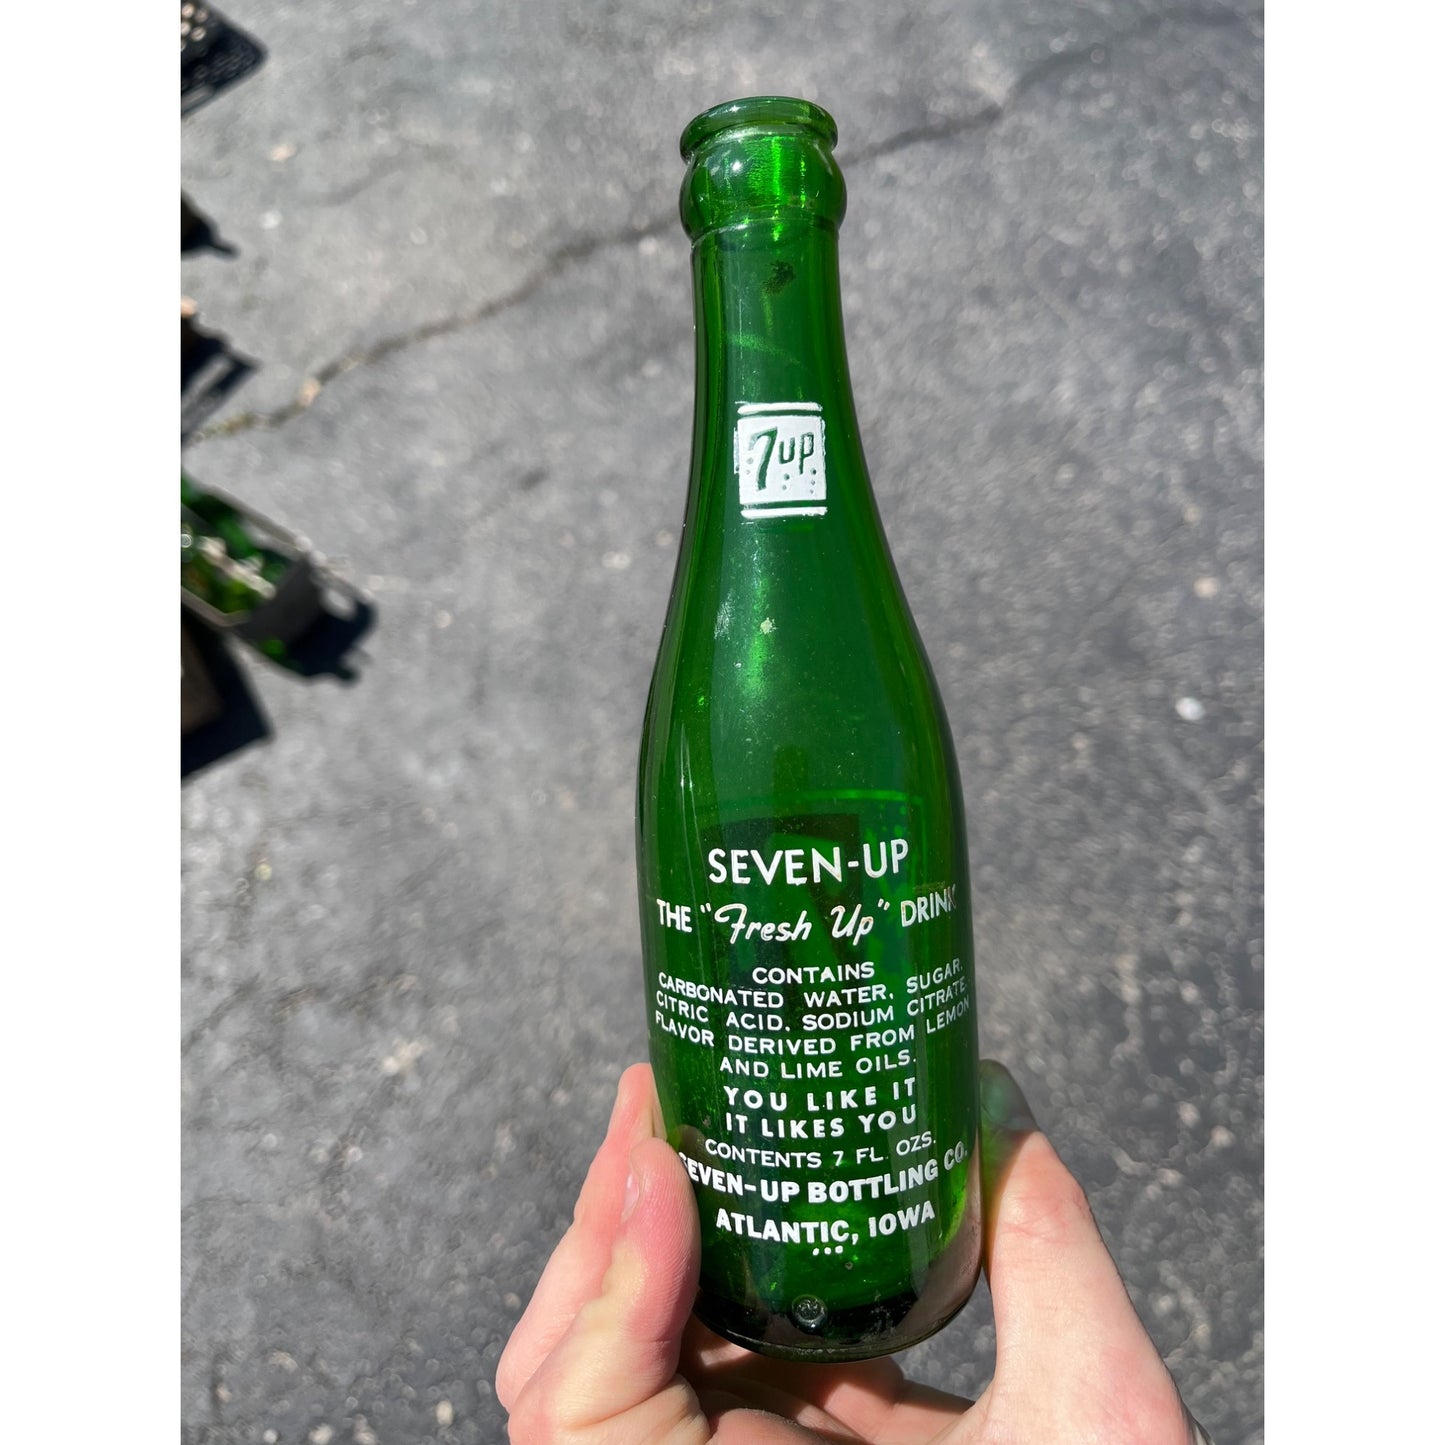 7up
SEVEN-UP
THE "Fresh Up" DRINK
CONTAINS
CARBONATED WATER, SUGAR,
CITRIC ACID, SODIUM CITRATE,
FLAVOR DERIVED FROM LEMON
AND LIME OILS.
YOU LIKE IT
IT LIKES YOU
CONTENTS 7 FL. OZS.
SEVEN-UP BOTTLING CO.
ATLANTIC, IOWA